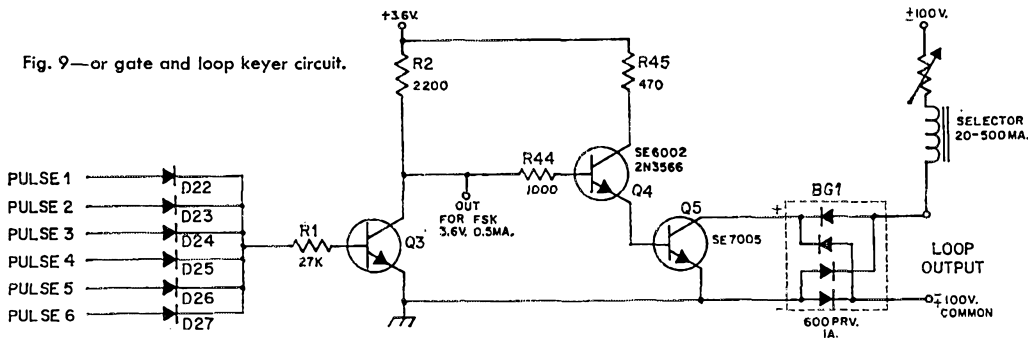 Fig. 9—or gate and loop keyer circuit.
+3.6V.
R2
2200
R45
470
±100V.
SELECTOR
20-500MA.
R44
1000
SE6002
2N3566
Q4
BG1
PULSE 1
D22
PULSE 2
D23
PULSE 3
D24
PULSE 4
D25
PULSE 5
D26
PULSE 6
D27
R1
27K
Q3
OUT
FOR FSK
3.6V, 0.5MA.
Q5
SE7005
+
-
LOOP
OUTPUT
∓100V.
COMMON
600 PRV.
1A.